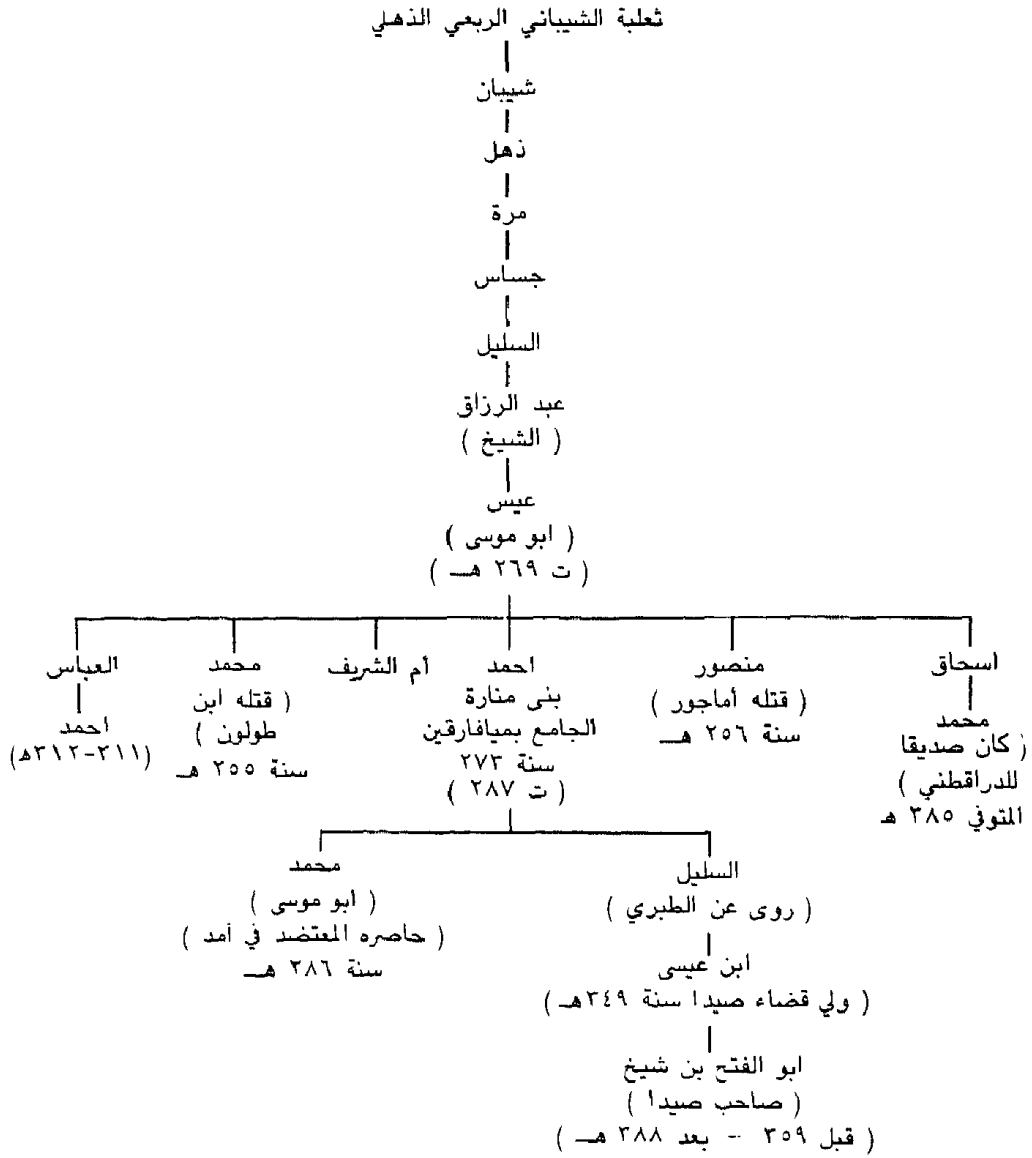 ثعلبة الشيباني الربعي الذهلي
شيبان
ذهل
مرة
جساس
السليل
عبد الرزاق
( الشيخ )
عيس
( ابو موسى )
( ت ٢٦٩ هـ )
اسحاق
محمد
( كان صديقا
للدراقطني )
المتوفي ٣٨٥ هـ
منصور
( قتله أماجور )
سنة ٢٥٦ هـ
احمد
بنى منارة
الجامع بميافارقين
سنة ٢٧٣
( ت ٢٨٧ )
أم الشريف
محمد
( قتله ابن
طولون )
سنة ٢٥٥ هـ
العباس
احمد
(٣١١-٣١٢هـ)
السليل
( روى عن الطبري )
ابن عيسى
( ولي قضاء صيدا سنة ٣٤٩هـ )
ابو الفتح بن شيخ
( صاحب صيدا )
( قبل ٣٥٩ - بعد ٣٨٨ هـ )
محمد
( ابو موسى )
( حاصره المعتضد في آمد )
سنة ٢٨٦ هـ